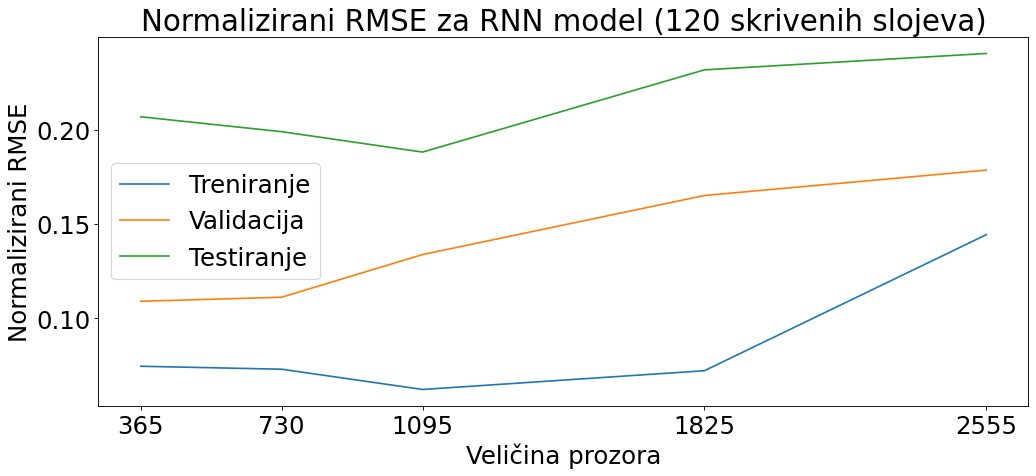 Normalizirani RMSE za RNN model (120 skrivenih slojeva)
Normalizirani RMSE
0.20
0.15
0.10
Treniranje
Validacija
Testiranje
365 730 1095 1825 2555
Veličina prozora